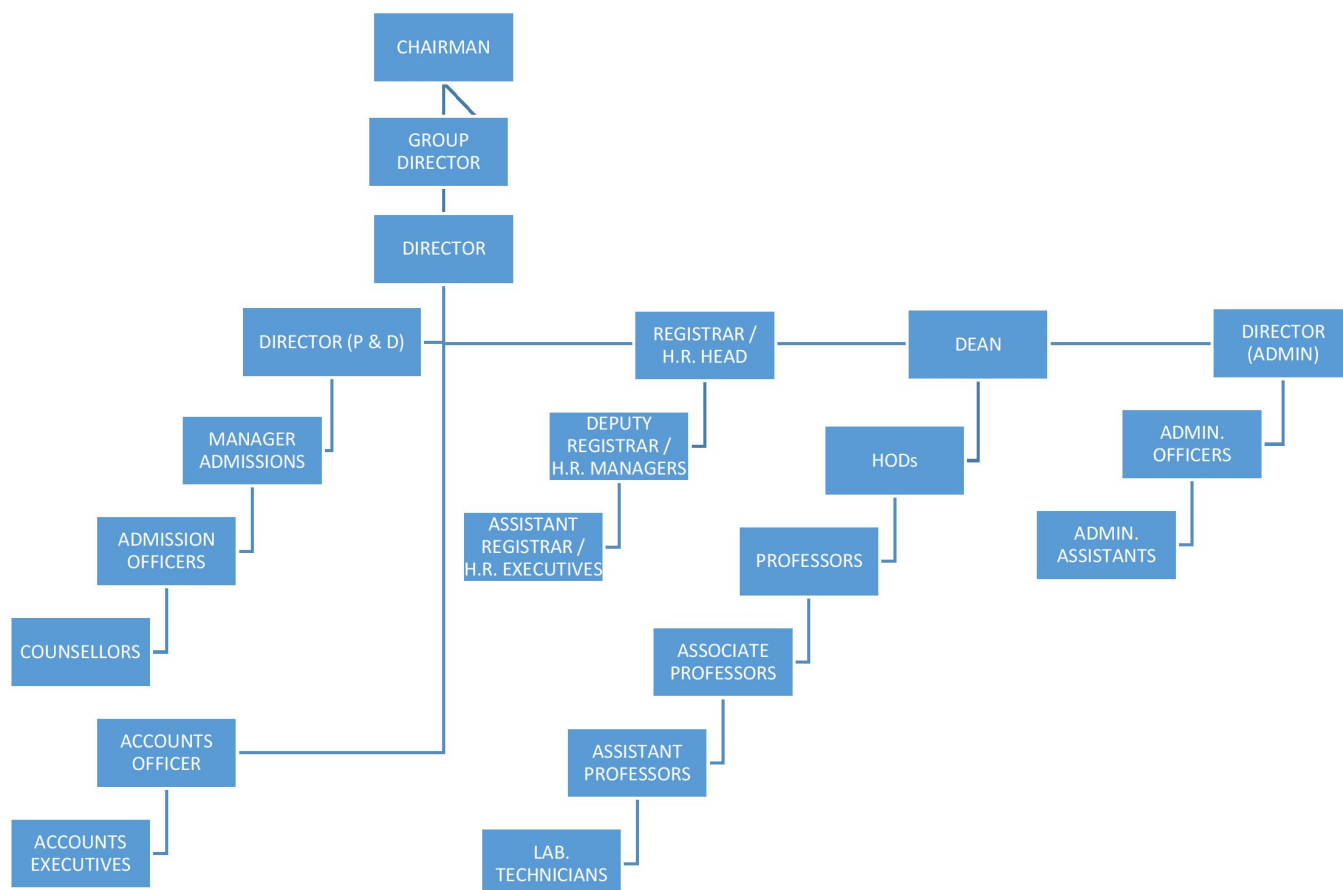 CHAIRMAN
GROUP
DIRECTOR
DIRECTOR
DIRECTOR (P & D)
REGISTRAR /
H.R. HEAD
DEAN
DIRECTOR
(ADMIN)
MANAGER
ADMISSIONS
DEPUTY
REGISTRAR /
H.R. MANAGERS
HODs
ADMIN.
OFFICERS
ADMISSION
OFFICERS
ASSISTANT
REGISTRAR /
H.R. EXECUTIVES
PROFESSORS
ADMIN.
ASSISTANTS
COUNSELLORS
ASSOCIATE
PROFESSORS
ACCOUNTS
OFFICER
ASSISTANT
PROFESSORS
ACCOUNTS
EXECUTIVES
LAB.
TECHNICIANS